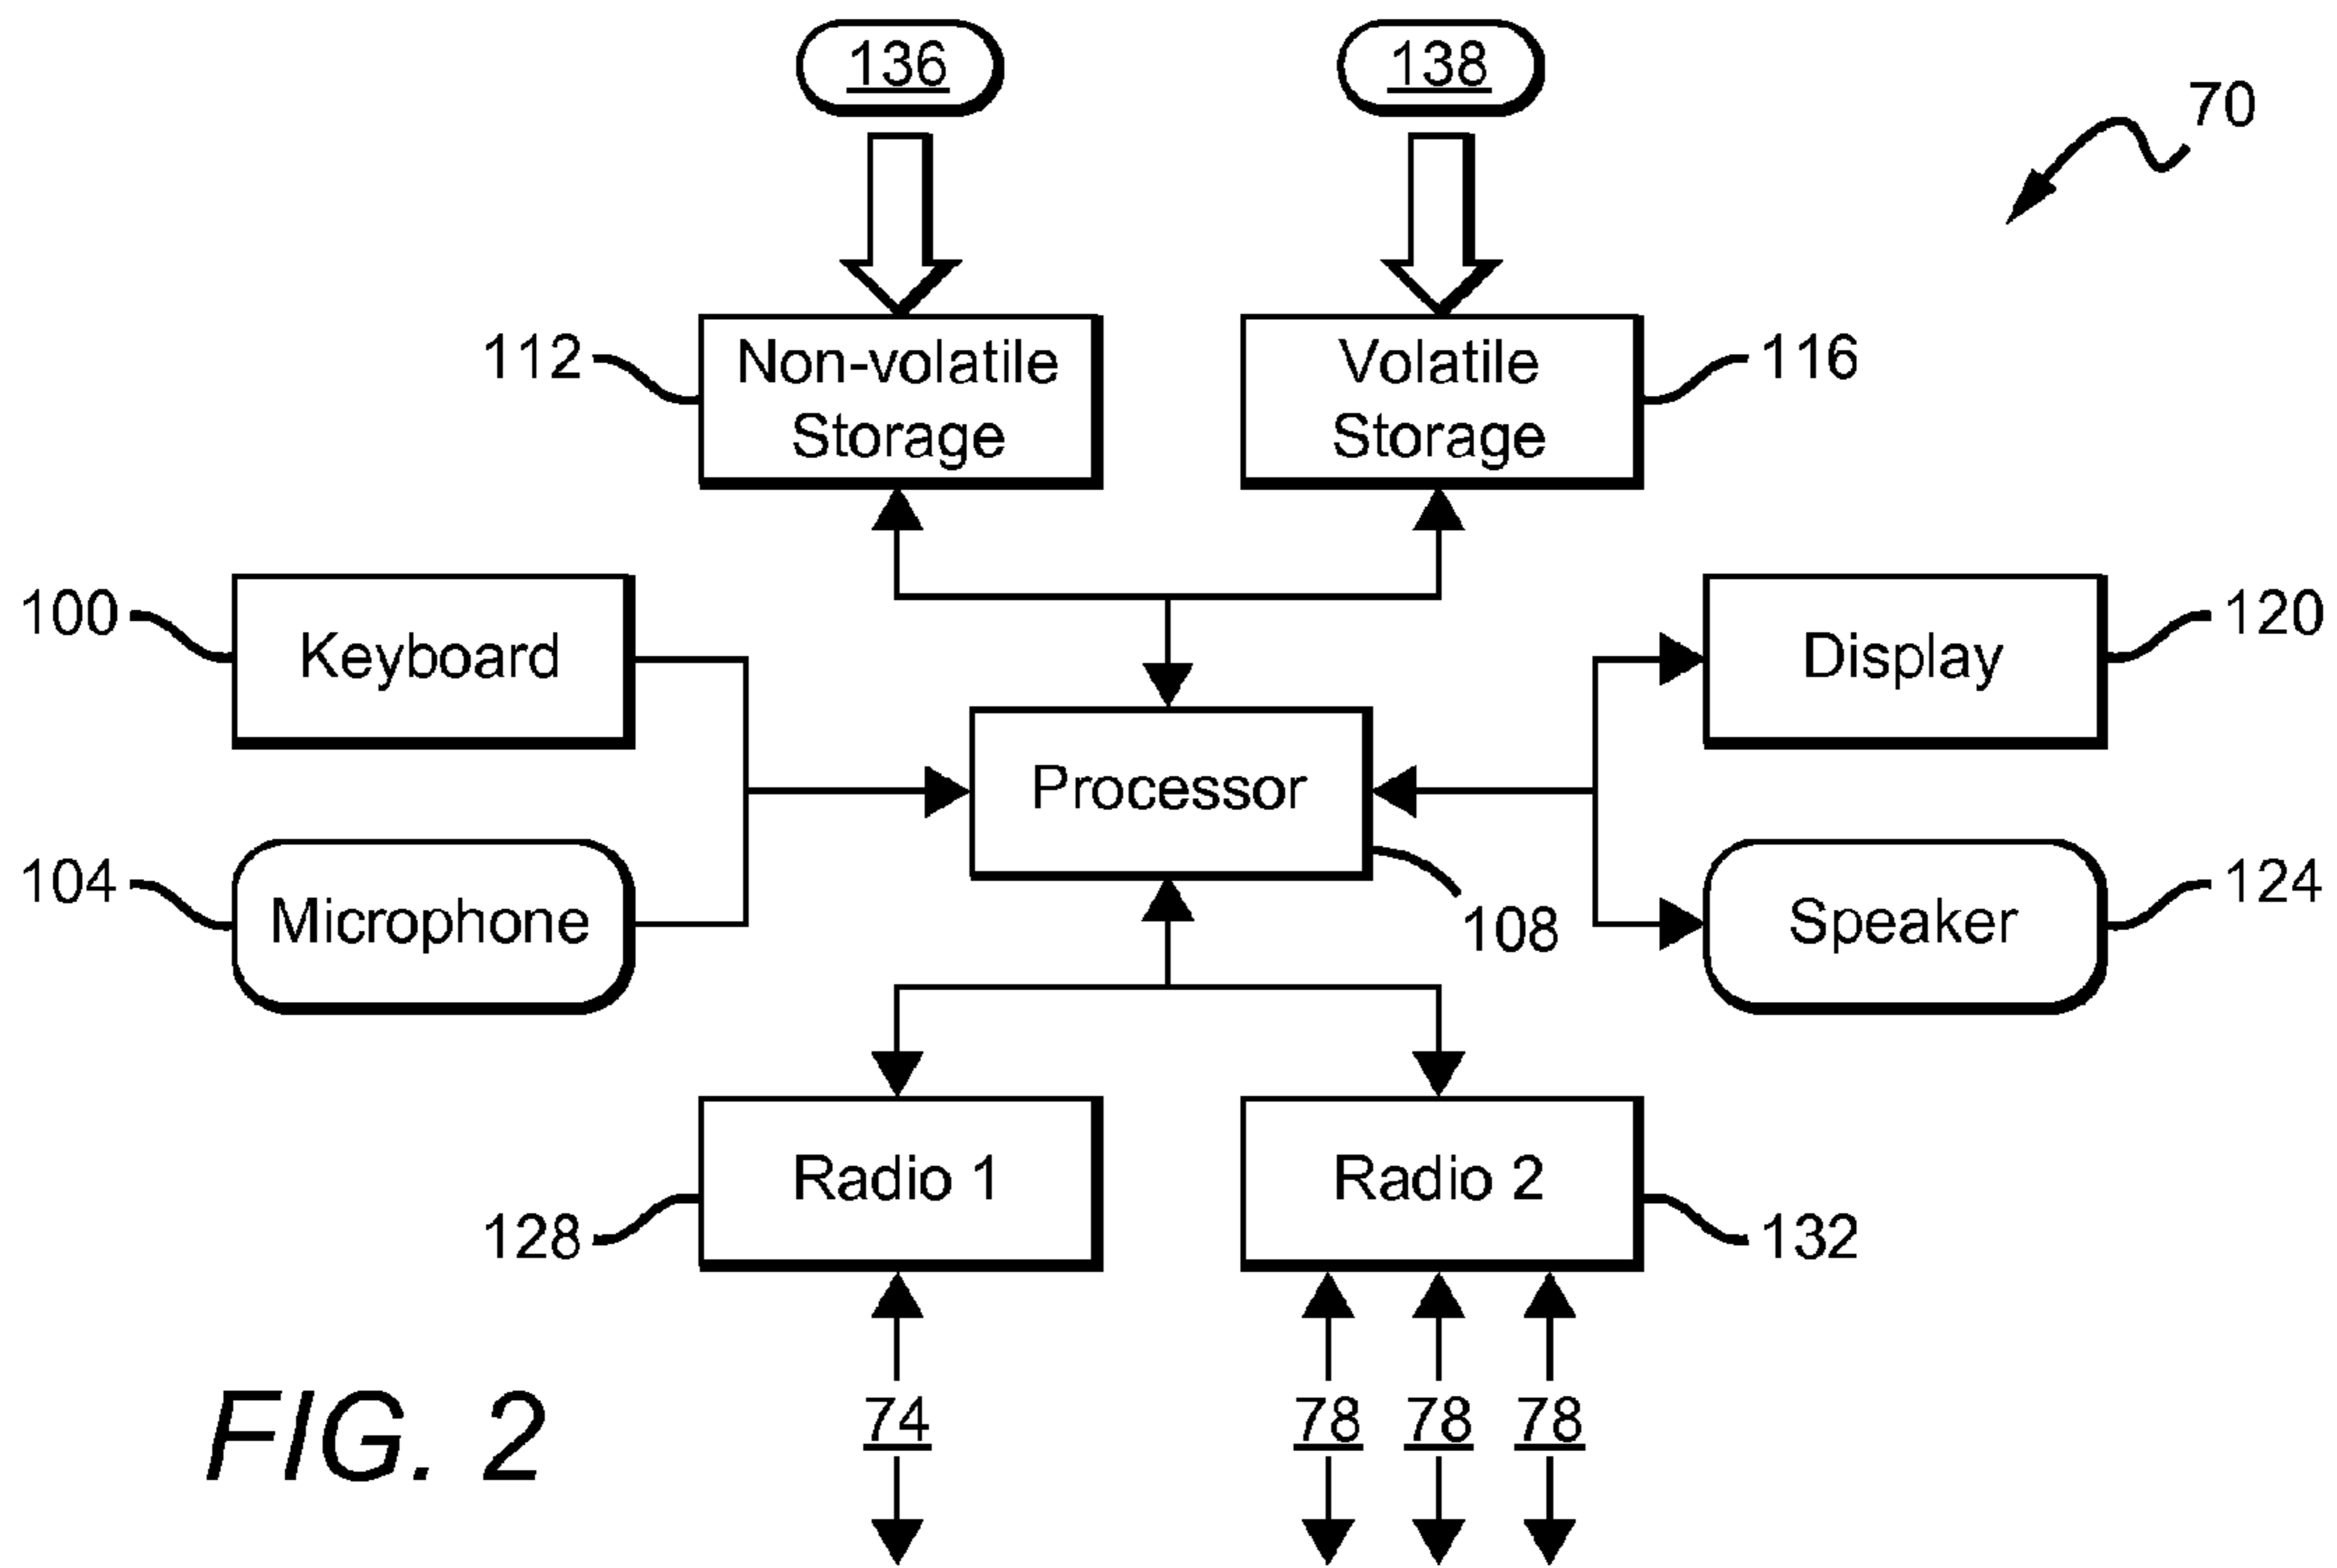 136
138
70
112
Non-volatile
Storage
Volatile
Storage
116
100
Keyboard
Display
120
Processor
104
Microphone
108
Speaker
124
Radio 1
Radio 2
128
132
74
78
78
78
FIG. 2